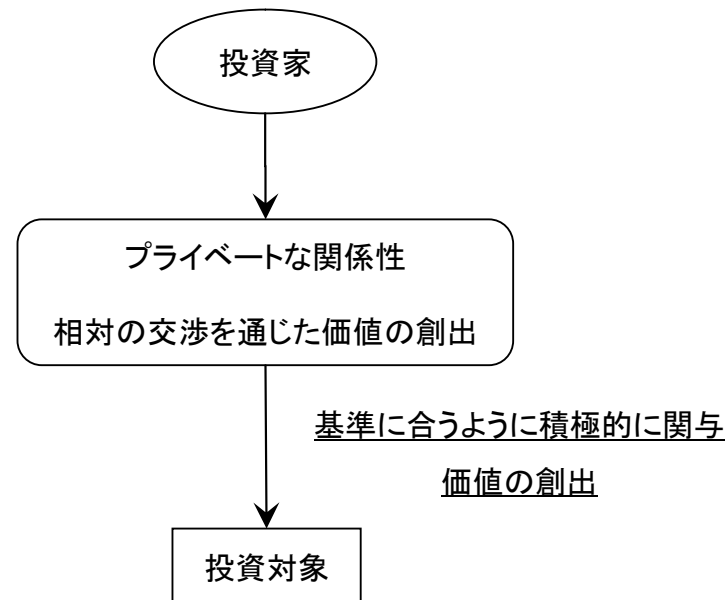 投資家
プライベートな関係性
相対の交渉を通じた価値の創出
基準に合うように積極的に関与
価値の創出
投資対象